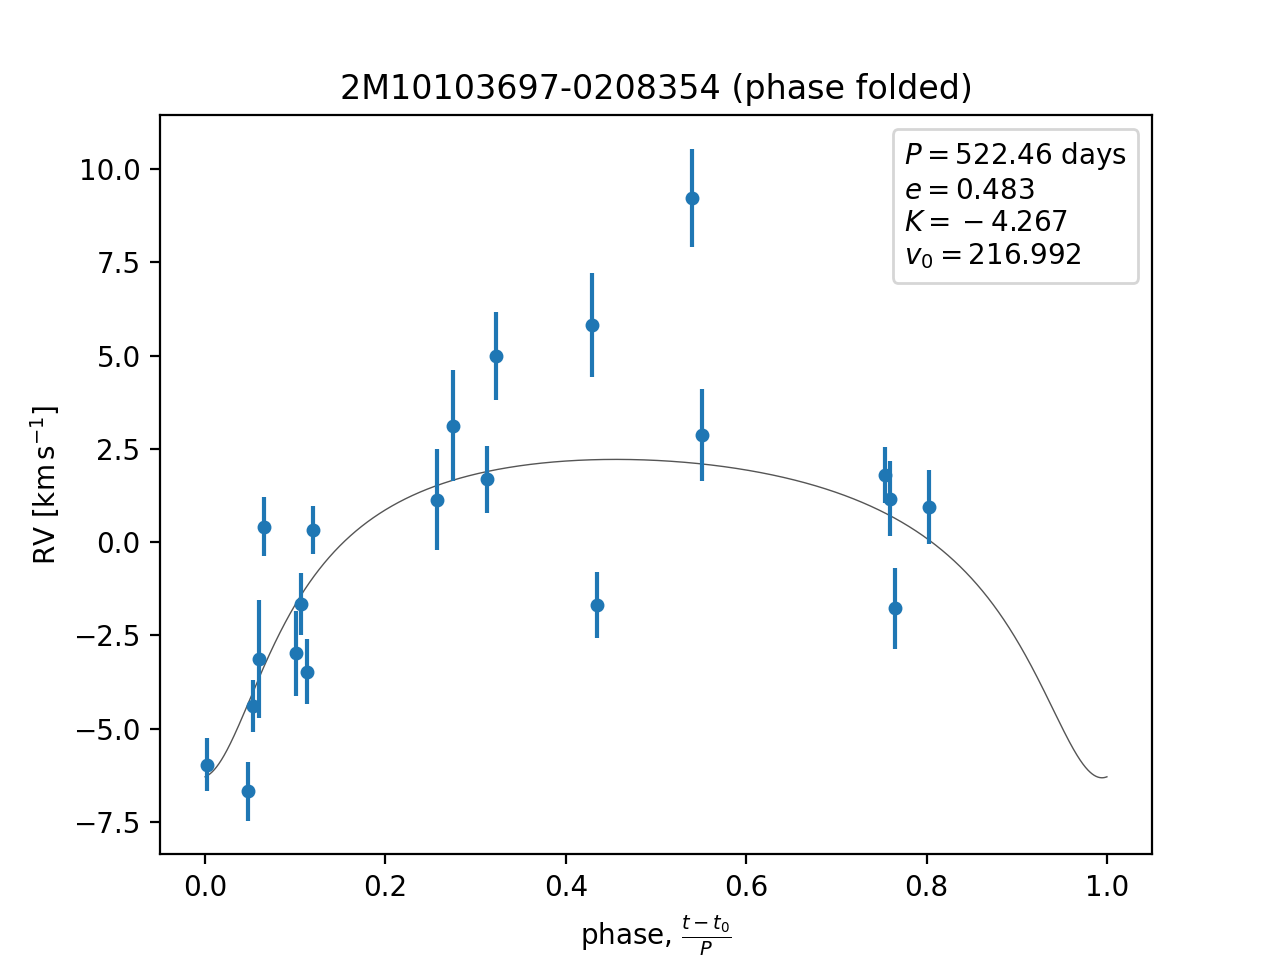 2M10103697-0208354 (phase folded)
P = 522.46 days
e = 0.483
K = −4.267
v₀ = 216.992
10.0
7.5
5.0
2.5
0.0
−2.5
−5.0
−7.5
RV [km s⁻¹]
0.0 0.2 0.4 0.6 0.8 1.0
phase, (t − t₀)/P